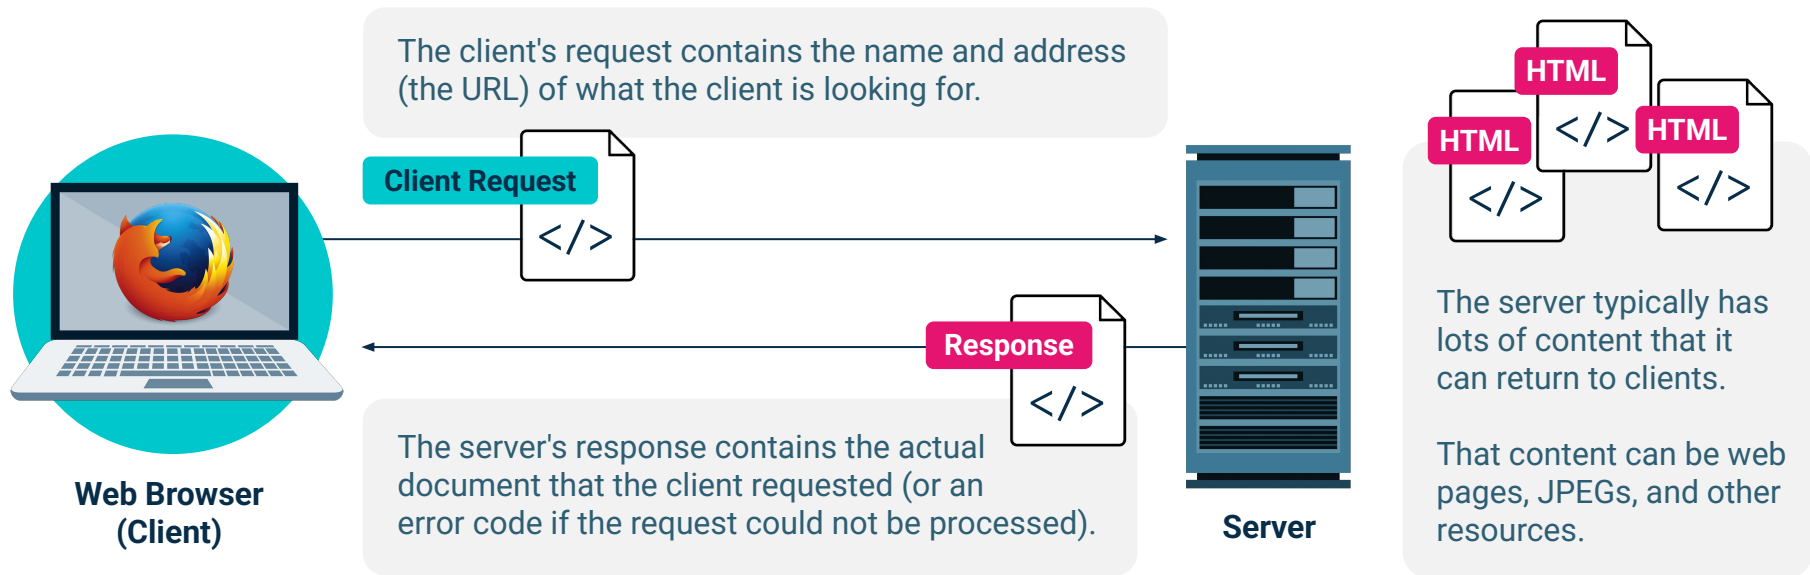 The client's request contains the name and address
(the URL) of what the client is looking for.
Client Request
</>
Response
</>
The server's response contains the actual
document that the client requested (or an
error code if the request could not be processed).
Web Browser
(Client)
Server
HTML
</>
HTML
</>
HTML
</>
The server typically has
lots of content that it
can return to clients.
That content can be web
pages, JPEGs, and other
resources.